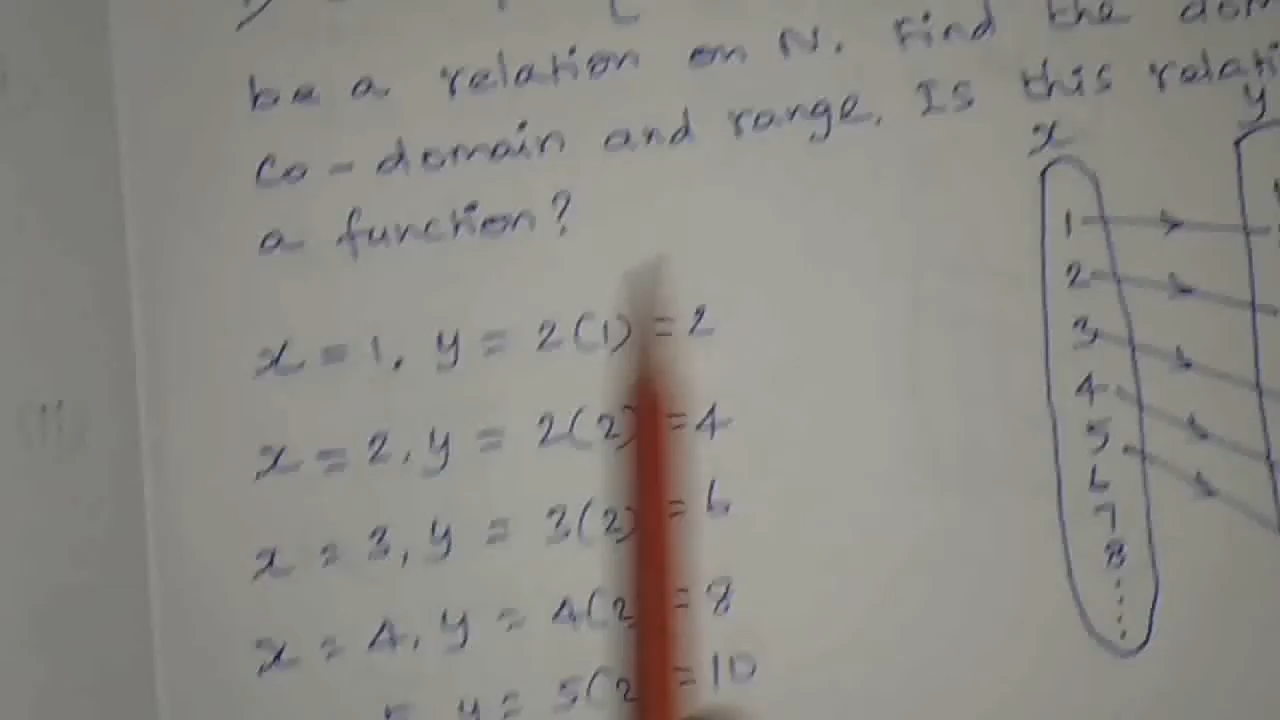 be a relation on N. Find the
co-domain and range. Is this
a function?
x y
x = 1, y = 2(1) = 2
x = 2, y = 2(2) = 4
x = 3, y = 3(2) = 6
x = 4, y = 4(2 = 8
5 y = 5(2 = 10
1
2
3
4
5
6
7
8